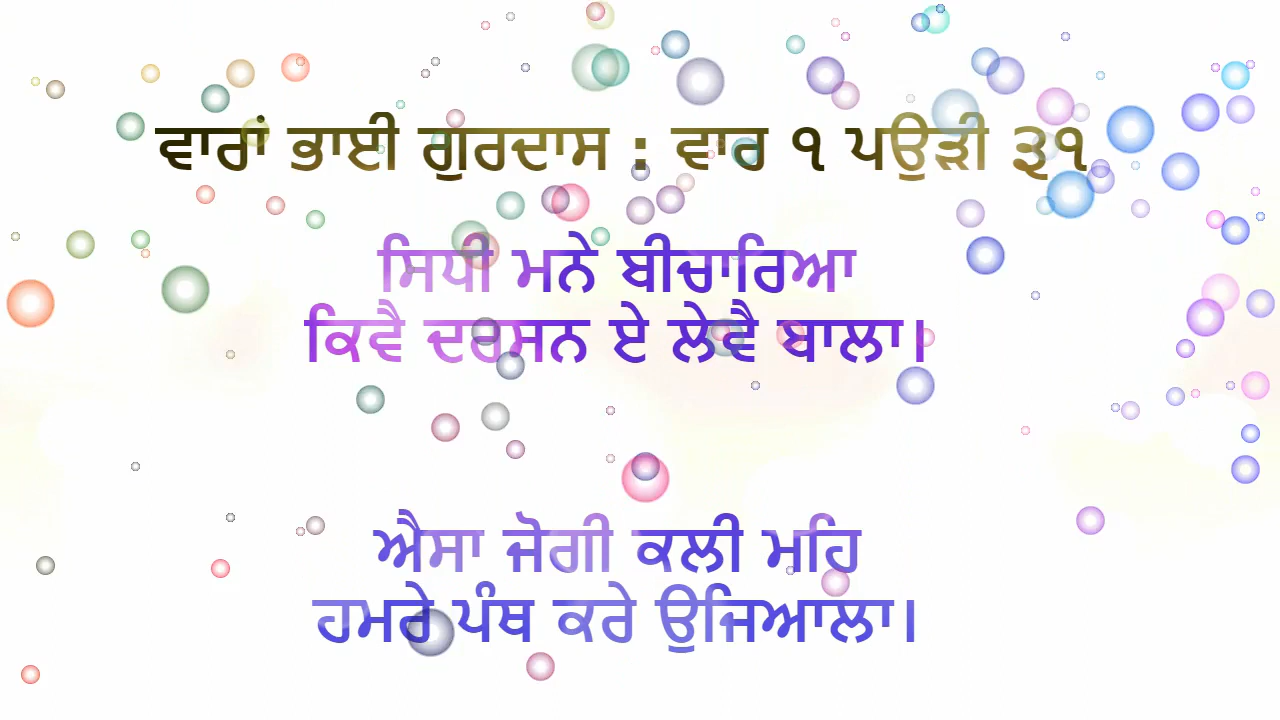 ਵਾਰਾਂ ਭਾਈ ਗੁਰਦਾਸ : ਵਾਰ ੧ ਪਉੜੀ ੩੧
ਸਿਧੀ ਮਨੇ ਬੀਚਾਰਿਆ
ਕਿਵੈ ਦਰਸਨ ਏ ਲੇਵੈ ਬਾਲਾ।
ਐਸਾ ਜੋਗੀ ਕਲੀ ਮਹਿ
ਹਮਰੇ ਪੰਥ ਕਰੇ ਉਜਿਆਲਾ।